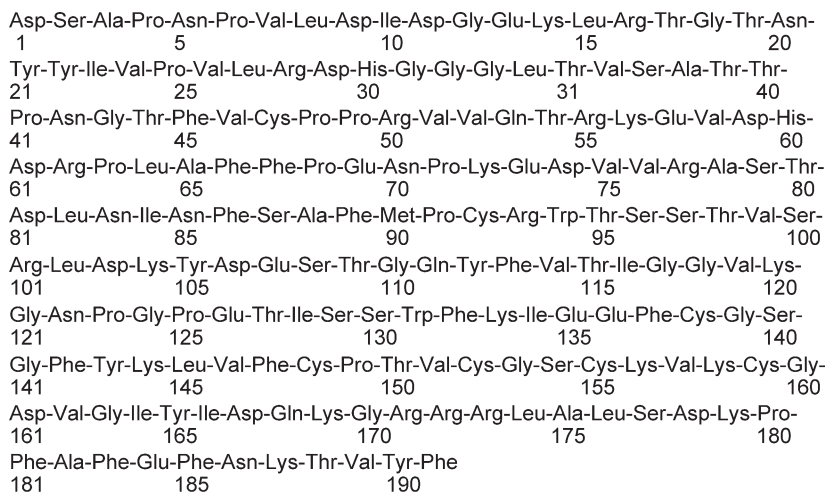 Asp-Ser-Ala-Pro-Asn-Pro-Val-Leu-Asp-Ile-Asp-Gly-Glu-Lys-Leu-Arg-Thr-Gly-Thr-Asn-
1 5 10 15 20
Tyr-Tyr-Ile-Val-Pro-Val-Leu-Arg-Asp-His-Gly-Gly-Gly-Leu-Thr-Val-Ser-Ala-Thr-Thr-
21 25 30 31 40
Pro-Asn-Gly-Thr-Phe-Val-Cys-Pro-Pro-Arg-Val-Val-Gln-Thr-Arg-Lys-Glu-Val-Asp-His-
41 45 50 55 60
Asp-Arg-Pro-Leu-Ala-Phe-Phe-Pro-Glu-Asn-Pro-Lys-Glu-Asp-Val-Val-Arg-Ala-Ser-Thr-
61 65 70 75 80
Asp-Leu-Asn-Ile-Asn-Phe-Ser-Ala-Phe-Met-Pro-Cys-Arg-Trp-Thr-Ser-Ser-Thr-Val-Ser-
81 85 90 95 100
Arg-Leu-Asp-Lys-Tyr-Asp-Glu-Ser-Thr-Gly-Gln-Tyr-Phe-Val-Thr-Ile-Gly-Gly-Val-Lys-
101 105 110 115 120
Gly-Asn-Pro-Gly-Pro-Glu-Thr-Ile-Ser-Ser-Trp-Phe-Lys-Ile-Glu-Glu-Phe-Cys-Gly-Ser-
121 125 130 135 140
Gly-Phe-Tyr-Lys-Leu-Val-Phe-Cys-Pro-Thr-Val-Cys-Gly-Ser-Cys-Lys-Val-Lys-Cys-Gly-
141 145 150 155 160
Asp-Val-Gly-Ile-Tyr-Ile-Asp-Gln-Lys-Gly-Arg-Arg-Arg-Leu-Ala-Leu-Ser-Asp-Lys-Pro-
161 165 170 175 180
Phe-Ala-Phe-Glu-Phe-Asn-Lys-Thr-Val-Tyr-Phe
181 185 190